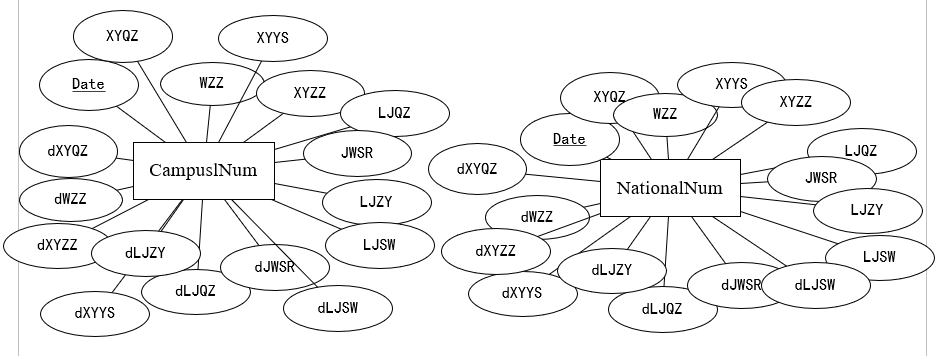 XYQZ
XYYS
Date
WZZ
XYZZ
LJQZ
dXYQZ
JWSR
CampuslNum
dWZZ
LJZY
dXYZZ
dLJZY
LJSW
dLJQZ
dJWSR
dXYYS
dLJSW
XYQZ
XYYS
WZZ
XYZZ
Date
LJQZ
dXYQZ
JWSR
NationalNum
dWZZ
LJZY
dXYZZ
LJSW
dLJZY
dXYYS
dLJQZ
dJWSR
dLJSW